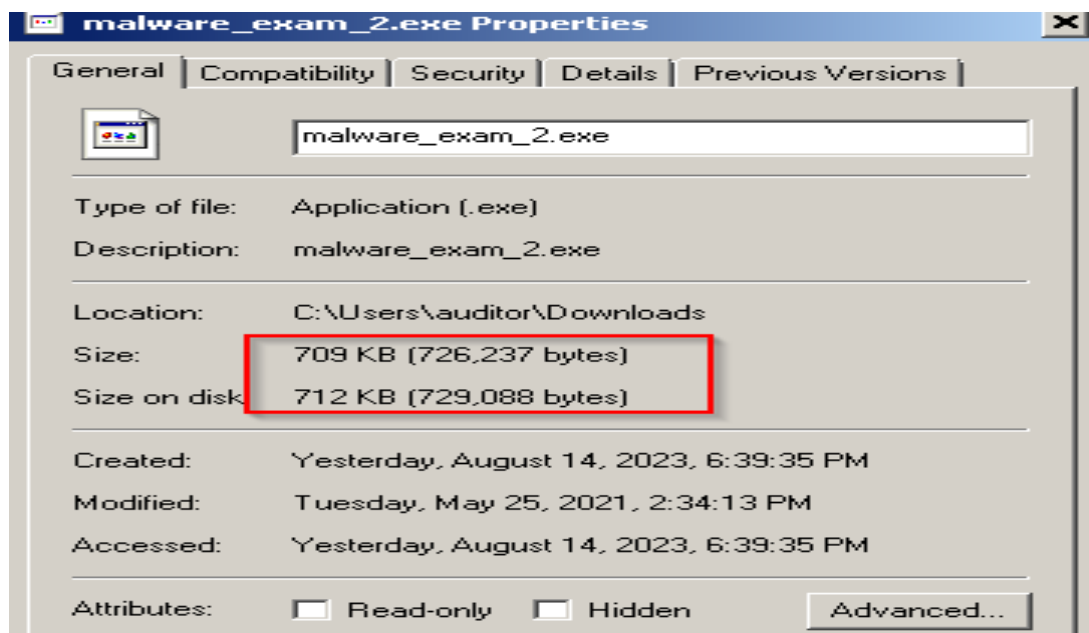 malware_exam_2.exe Properties
General Compatibility Security Details Previous Versions
malware_exam_2.exe
Type of file: Application (.exe)
Description: malware_exam_2.exe
Location: C:\Users\auditor\Downloads
Size: 709 KB (726,237 bytes)
Size on disk 712 KB (729,088 bytes)
Created: Yesterday, August 14, 2023, 6:39:35 PM
Modified: Tuesday, May 25, 2021, 2:34:13 PM
Accessed: Yesterday, August 14, 2023, 6:39:35 PM
Attributes: Read-only Hidden Advanced...